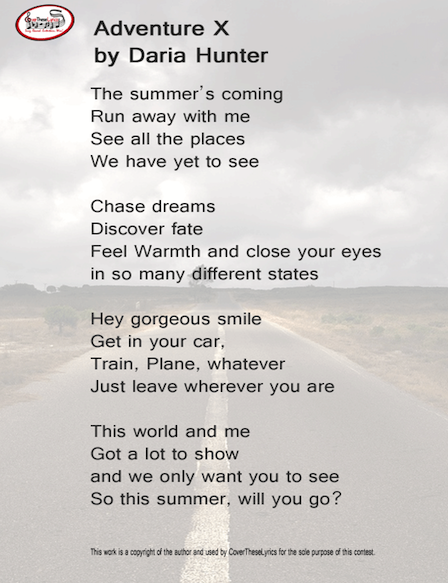 CoverTheseLyrics
Adventure X
by Daria Hunter
The summer's coming
Run away with me
See all the places
We have yet to see
Chase dreams
Discover fate
Feel Warmth and close your eyes
in so many different states
Hey gorgeous smile
Get in your car,
Train, Plane, whatever
Just leave wherever you are
This world and me
Got a lot to show
and we only want you to see
So this summer, will you go?
This work is a copyright of the author and used by CoverTheseLyrics for the sole purpose of this contest.